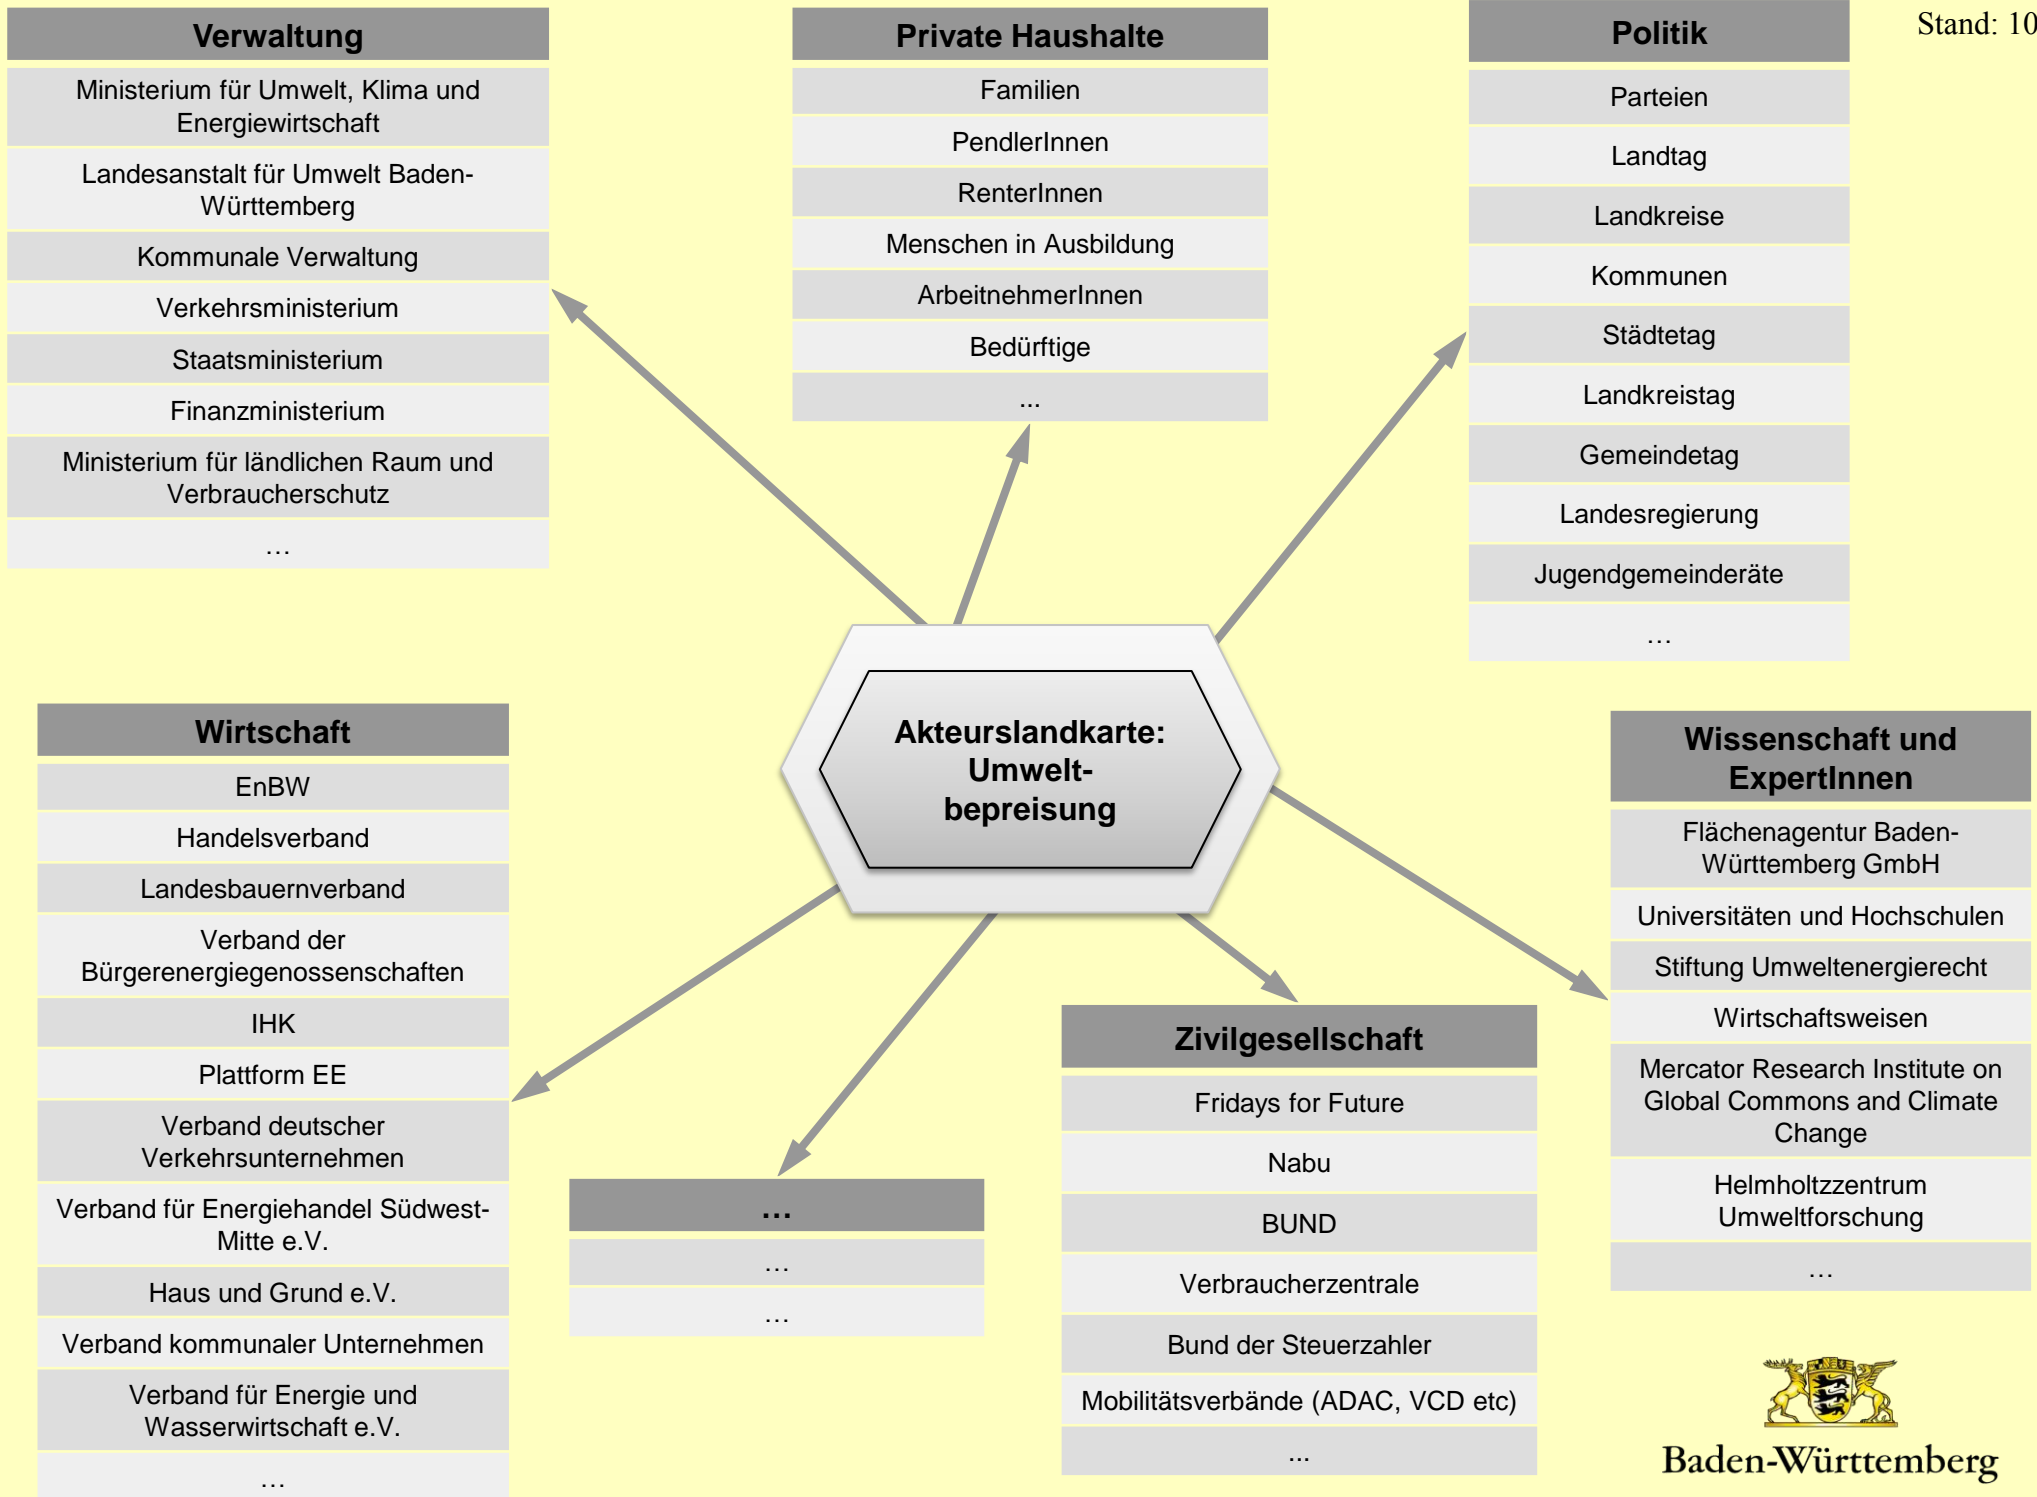 Verwaltung
Ministerium für Umwelt, Klima und
Energiewirtschaft
Landesanstalt für Umwelt Baden-
Württemberg
Kommunale Verwaltung
Verkehrsministerium
Staatsministerium
Finanzministerium
Ministerium für ländlichen Raum und
Verbraucherschutz
…
Private Haushalte
Familien
PendlerInnen
RenterInnen
Menschen in Ausbildung
ArbeitnehmerInnen
Bedürftige
...
Politik
Parteien
Landtag
Landkreise
Kommunen
Städtetag
Landkreistag
Gemeindetag
Landesregierung
Jugendgemeinderäte
…
Stand: 10
Akteurslandkarte:
Umwelt-
bepreisung
Wirtschaft
EnBW
Handelsverband
Landesbauernverband
Verband der
Bürgerenergiegenossenschaften
IHK
Plattform EE
Verband deutscher
Verkehrsunternehmen
Verband für Energiehandel Südwest-
Mitte e.V.
Haus und Grund e.V.
Verband kommunaler Unternehmen
Verband für Energie und
Wasserwirtschaft e.V.
…
…
…
…
Zivilgesellschaft
Fridays for Future
Nabu
BUND
Verbraucherzentrale
Bund der Steuerzahler
Mobilitätsverbände (ADAC, VCD etc)
...
Wissenschaft und
ExpertInnen
Flächenagentur Baden-
Württemberg GmbH
Universitäten und Hochschulen
Stiftung Umweltenergierecht
Wirtschaftsweisen
Mercator Research Institute on
Global Commons and Climate
Change
Helmholtzzentrum
Umweltforschung
…
Baden-Württemberg